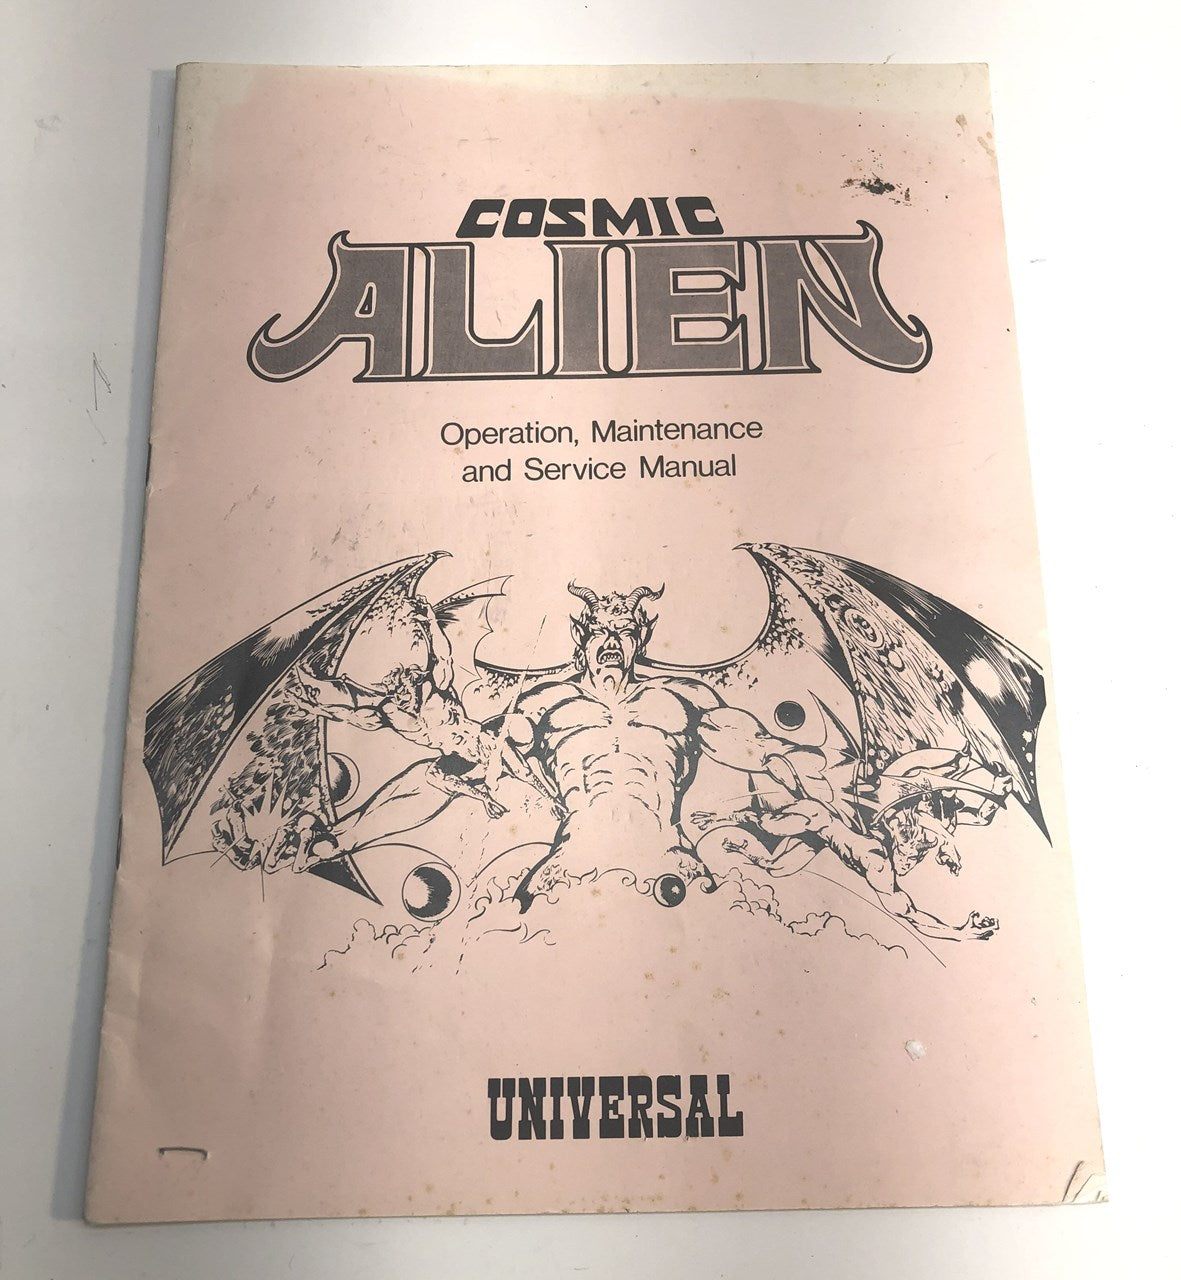 COSMIC
ALIEN
Operation, Maintenance
and Service Manual
UNIVERSAL